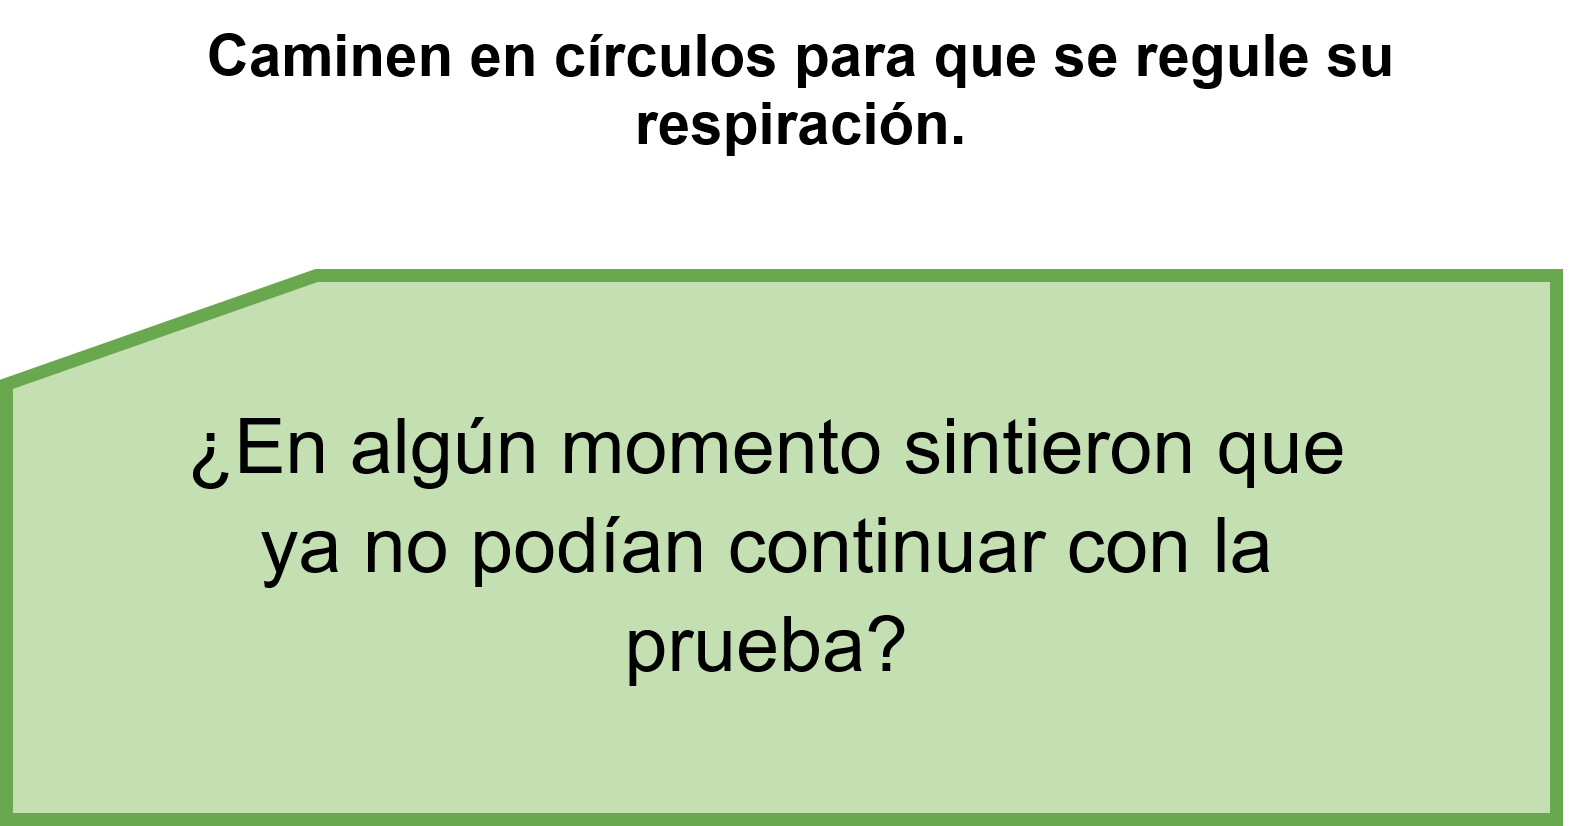 Caminen en círculos para que se regule su
respiración.
¿En algún momento sintieron que
ya no podían continuar con la
prueba?